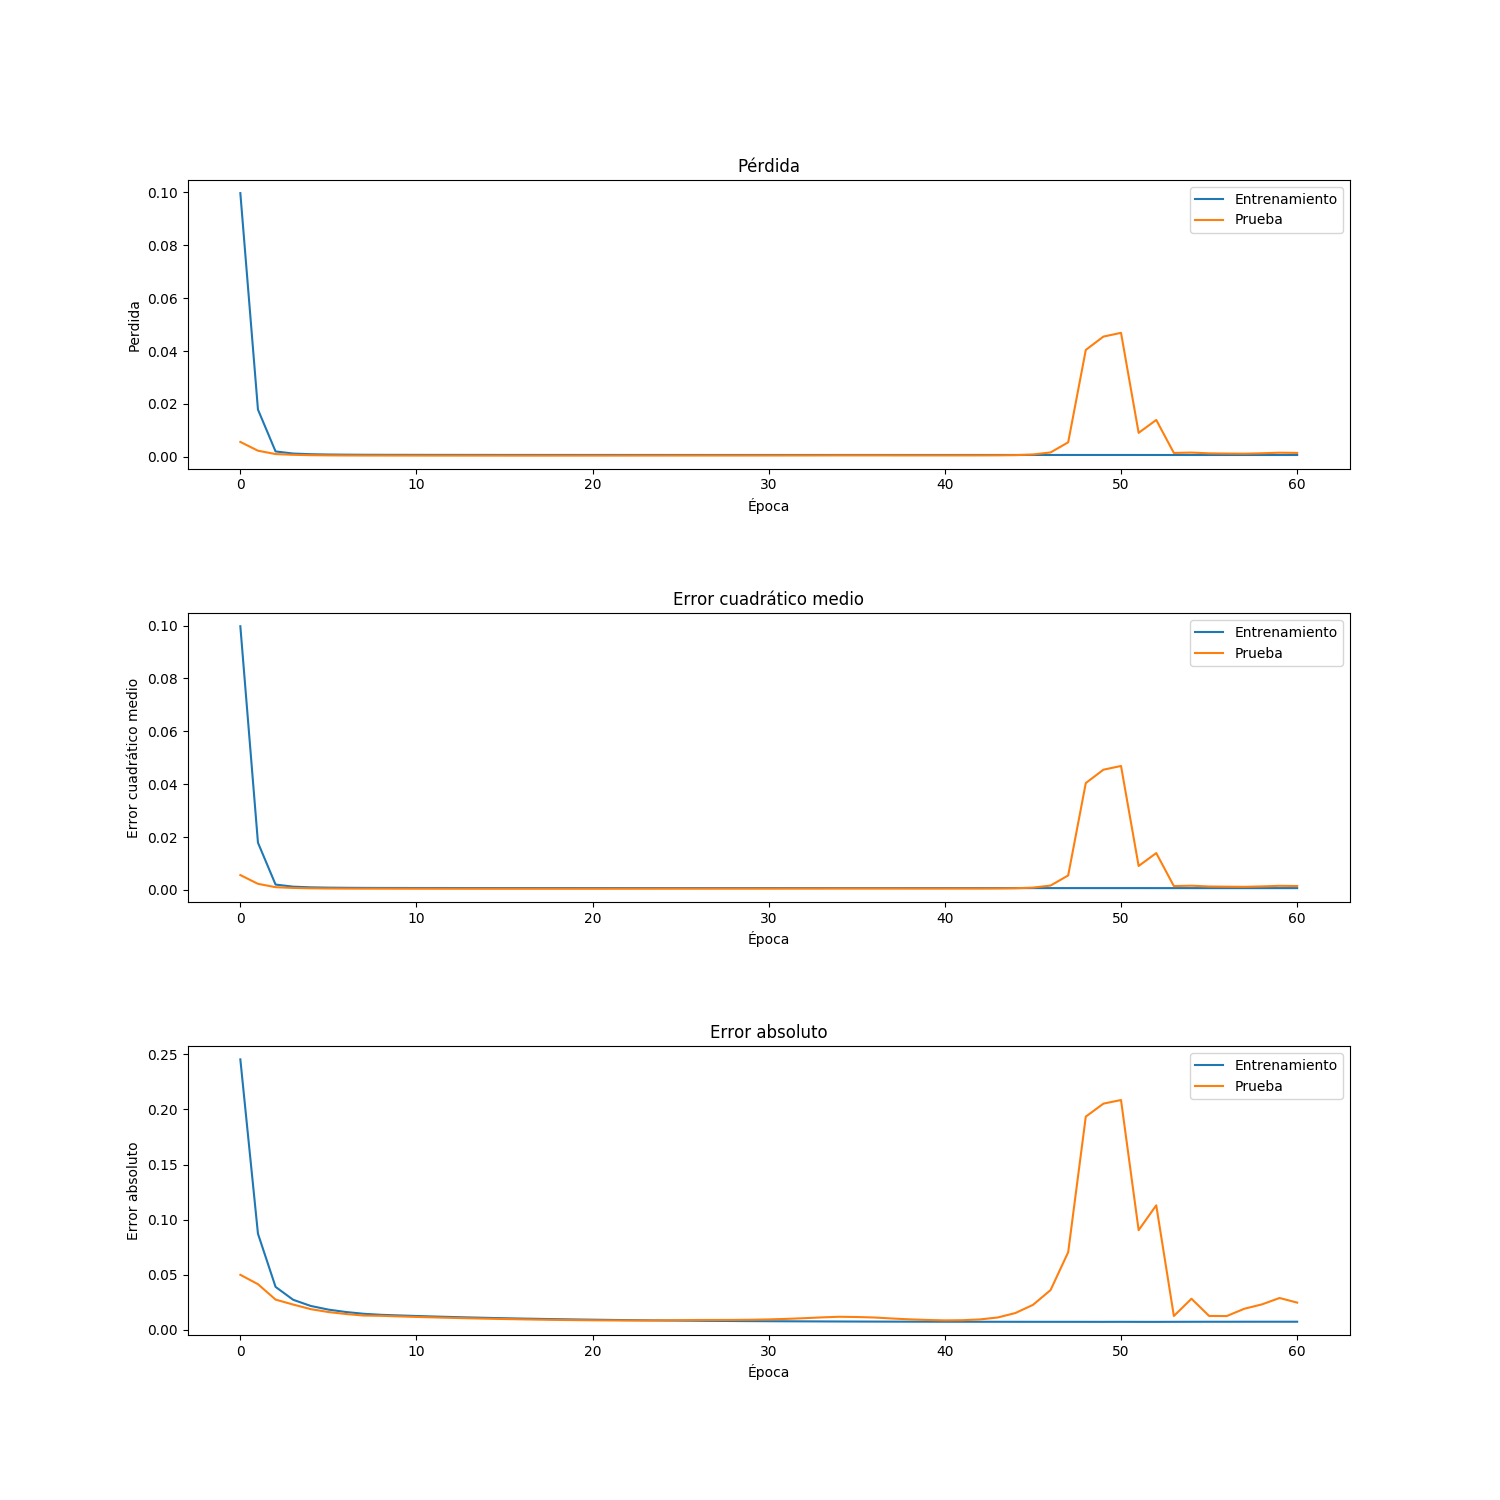 Pérdida
0.10
0.08
0.06
0.04
0.02
0.00
Perdida
Entrenamiento
Prueba
0 10 20 30 40 50 60
Época
Error cuadrático medio
0.10
0.08
0.06
0.04
0.02
0.00
Error cuadrático medio
Entrenamiento
Prueba
0 10 20 30 40 50 60
Época
Error absoluto
0.25
0.20
0.15
0.10
0.05
0.00
Error absoluto
Entrenamiento
Prueba
0 10 20 30 40 50 60
Época